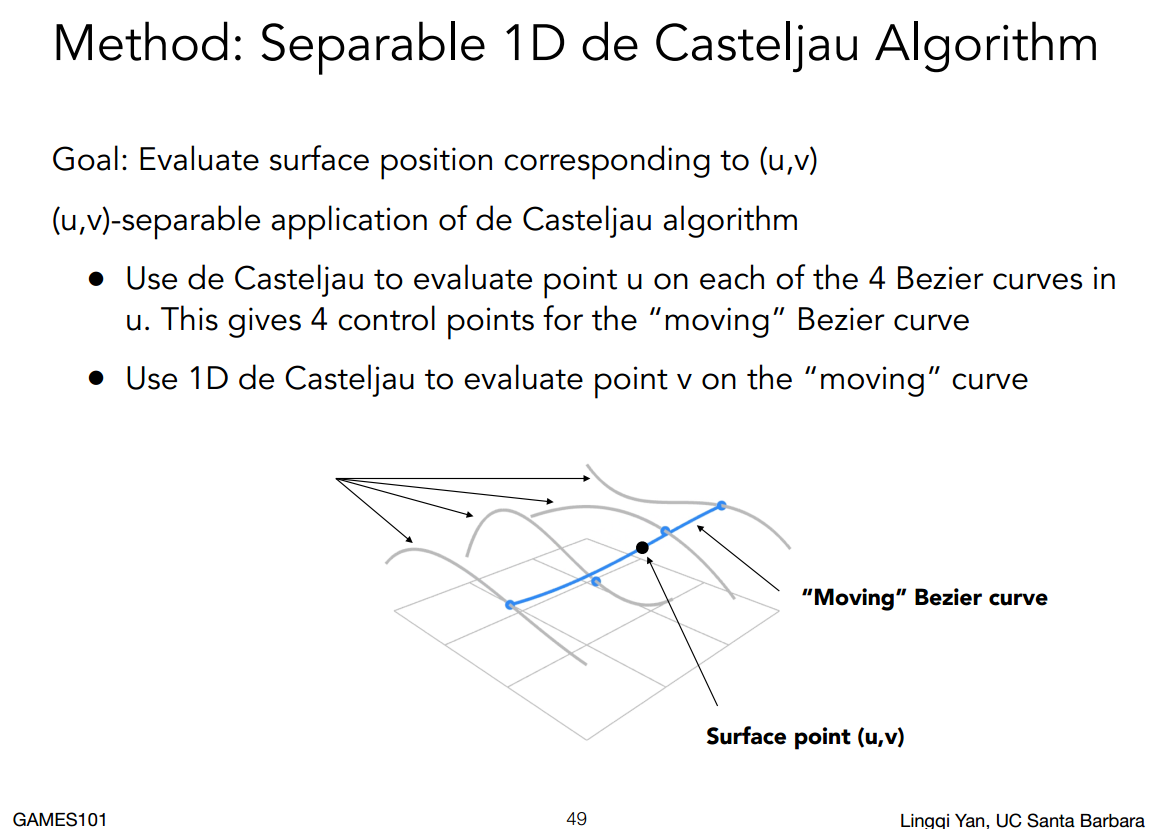 Method: Separable 1D de Casteljau Algorithm
Goal: Evaluate surface position corresponding to (u,v)
(u,v)-separable application of de Casteljau algorithm
● Use de Casteljau to evaluate point u on each of the 4 Bezier curves in
u. This gives 4 control points for the “moving” Bezier curve
● Use 1D de Casteljau to evaluate point v on the “moving” curve
”Moving” Bezier curve
Surface point (u,v)
GAMES101
49
Lingqi Yan, UC Santa Barbara